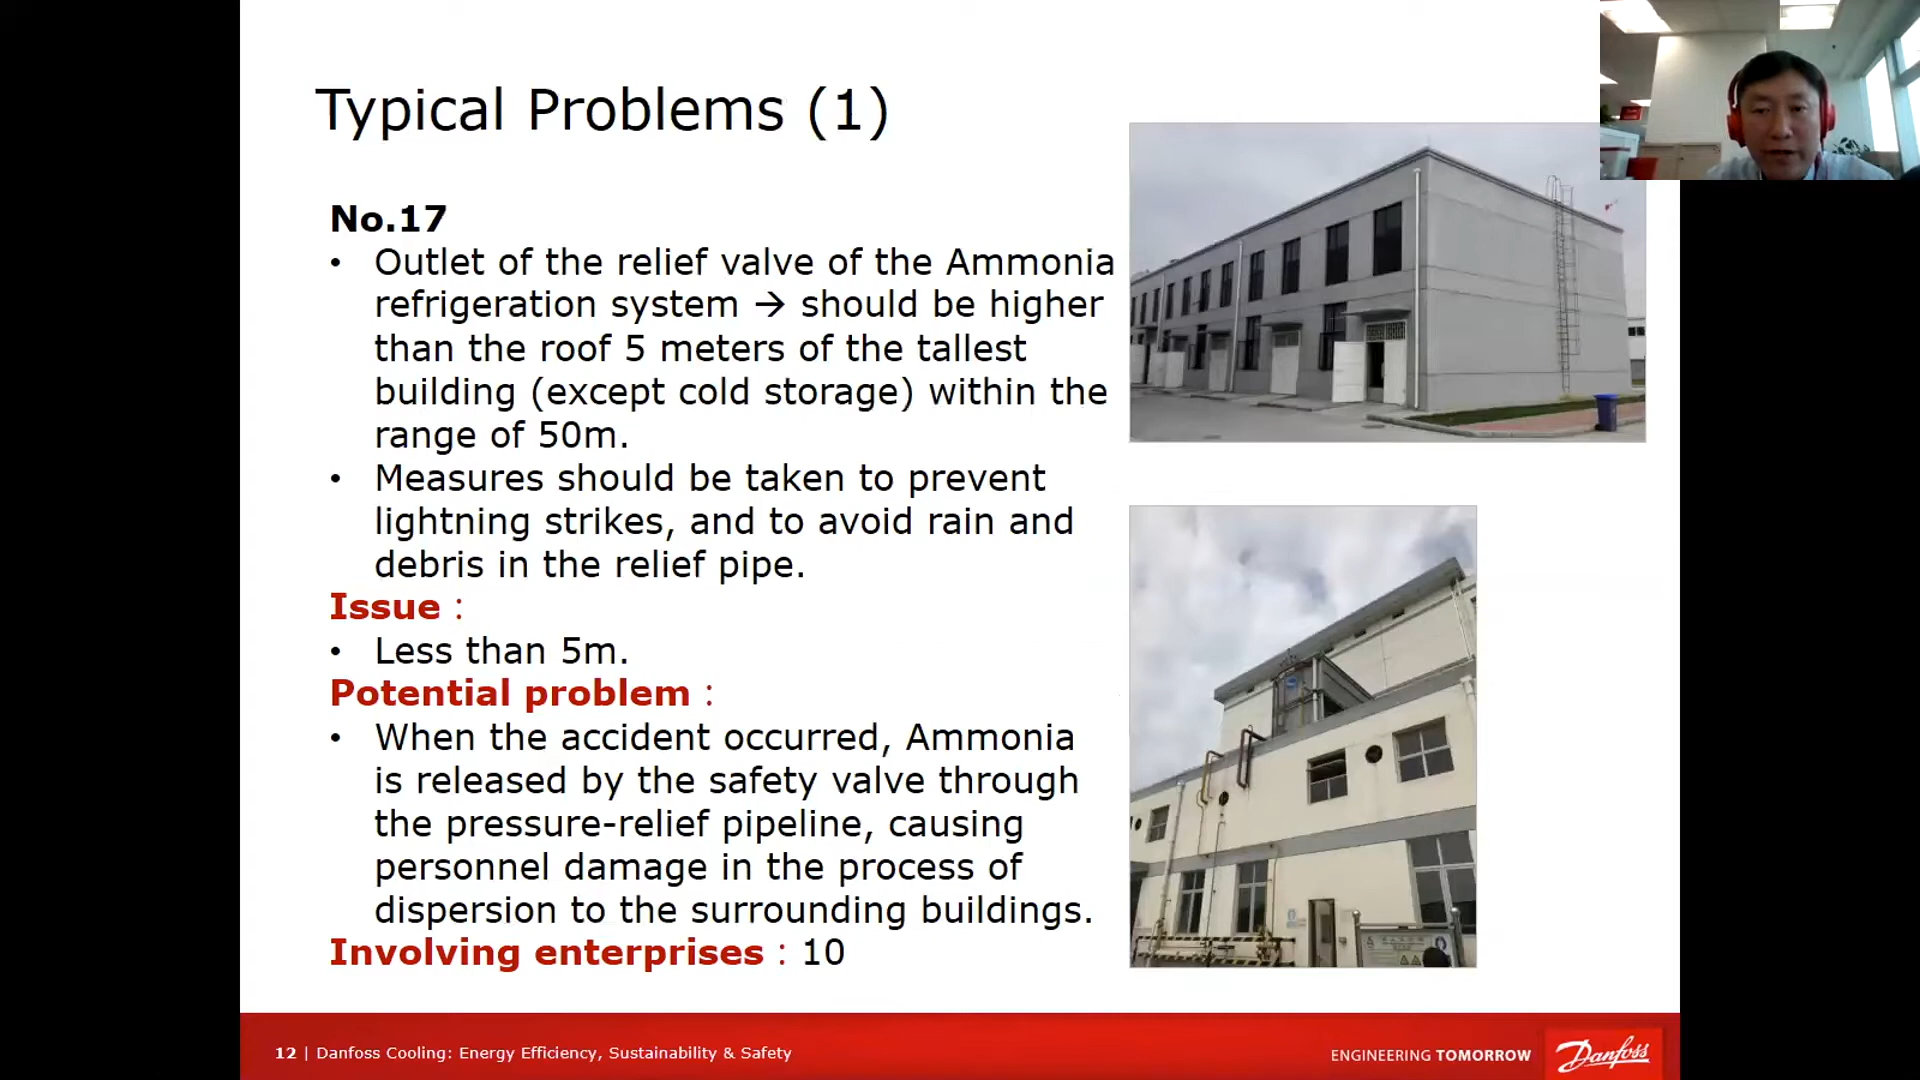 Typical Problems (1)
No.17
• Outlet of the relief valve of the Ammonia
refrigeration system → should be higher
than the roof 5 meters of the tallest
building (except cold storage) within the
range of 50m.
• Measures should be taken to prevent
lightning strikes, and to avoid rain and
debris in the relief pipe.
Issue :
• Less than 5m.
Potential problem :
• When the accident occurred, Ammonia
is released by the safety valve through
the pressure-relief pipeline, causing
personnel damage in the process of
dispersion to the surrounding buildings.
Involving enterprises : 10
12 | Danfoss Cooling: Energy Efficiency, Sustainability & Safety
ENGINEERING TOMORROW
Danfoss